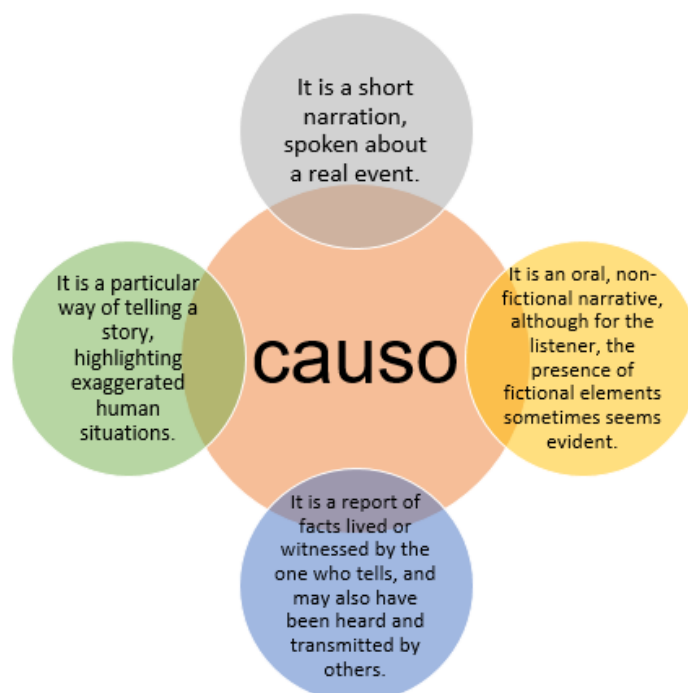 It is a short
narration,
spoken about
a real event.
It is a particular
way of telling a
story,
highlighting
exaggerated
human
situations.
causo
It is an oral, non-
fictional narrative,
although for the
listener, the
presence of
fictional elements
sometimes seems
evident.
It is a report of
facts lived or
witnessed by the
one who tells, and
may also have
been heard and
transmitted by
others.